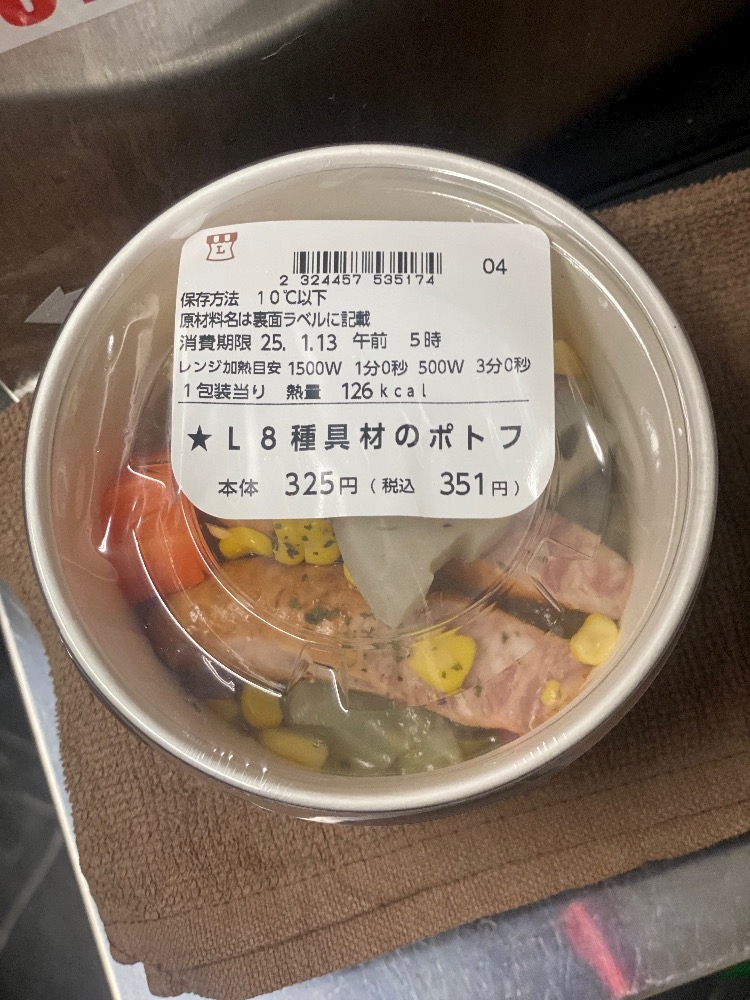 L
04
2 324457 535174
保存方法 10℃以下
原材料名は裏面ラベルに記載
消費期限 25. 1.13 午前 5時
レンジ加熱目安 1500W 1分0秒 500W 3分0秒
1包装当り 熱量 126kcal
★L8種具材のポトフ
本体 325円(税込 351円)